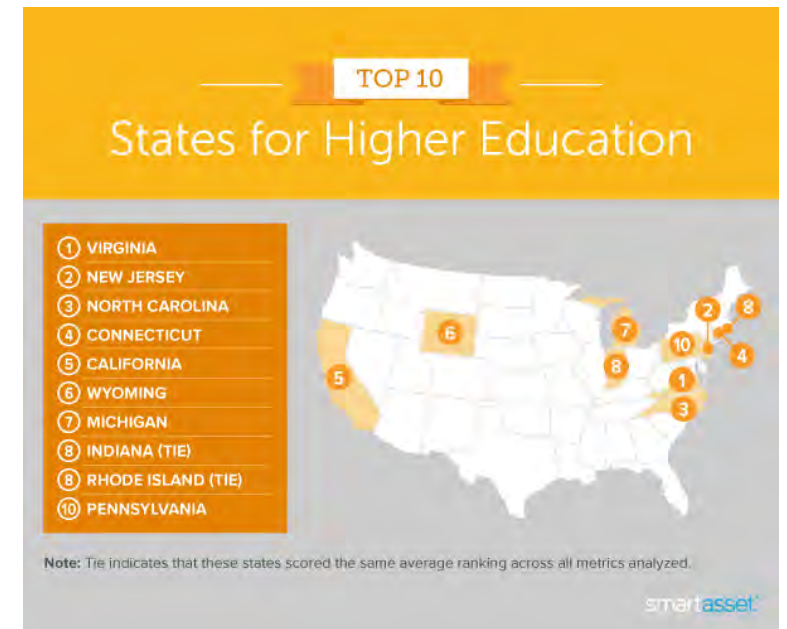 TOP 10
States for Higher Education
1 VIRGINIA
2 NEW JERSEY
3 NORTH CAROLINA
4 CONNECTICUT
5 CALIFORNIA
6 WYOMING
7 MICHIGAN
8 INDIANA (TIE)
8 RHODE ISLAND (TIE)
10 PENNSYLVANIA
2
8
6
7
10
4
8
5
1
3
Note: Tie indicates that these states scored the same average ranking across all metrics analyzed.
smartasset